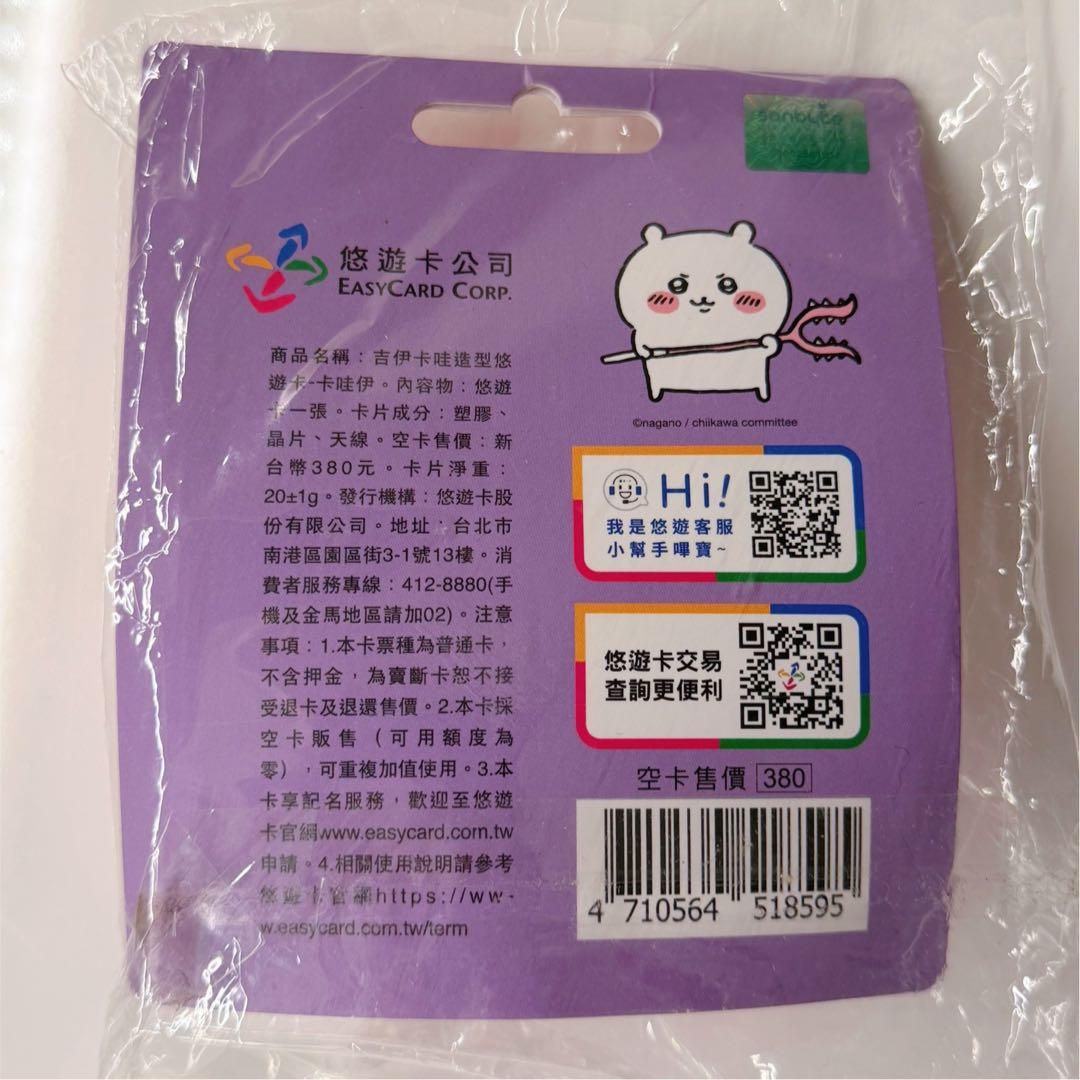 sanblue
悠遊卡公司
EASYCARD CORP.
商品名稱：吉伊卡哇造型悠
遊卡-卡哇伊。內容物：悠遊
卡一張。卡片成分：塑膠、
晶片、天線。空卡售價：新
台幣380元。卡片淨重：
20±1g。發行機構：悠遊卡股
份有限公司。地址：台北市
南港區園區街3-1號13樓。消
費者服務專線：412-8880(手
機及金馬地區請加02)。注意
事項：1.本卡票種為普通卡，
不含押金，為賣斷卡恕不接
受退卡及退還售價。2.本卡採
空卡販售（可用額度為
零），可重複加值使用。3.本
卡享記名服務，歡迎至悠遊
卡官網www.easycard.com.tw
申請。4.相關使用說明請參考
悠遊卡官網https://ww-
w.easycard.com.tw/term
©nagano / chiikawa committee
Hi!
我是悠遊客服
小幫手嗶寶~
悠遊卡交易
查詢更便利
空卡售價 380
4 710564 518595